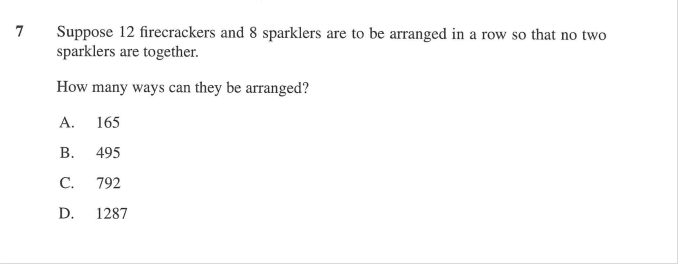 7 Suppose 12 firecrackers and 8 sparklers are to be arranged in a row so that no two
sparklers are together.
How many ways can they be arranged?
A. 165
B. 495
C. 792
D. 1287